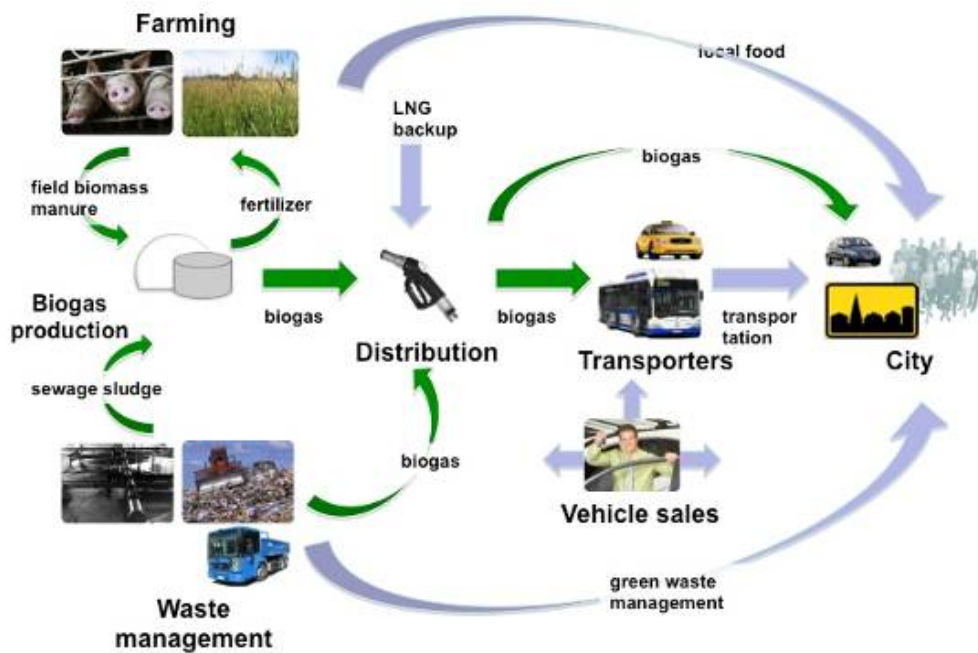 Farming
local food
LNG
backup
biogas
field biomass
manure
fertilizer
Biogas
production
biogas
biogas
transpor
tation
Distribution
Transporters
City
sewage sludge
biogas
Vehicle sales
green waste
management
Waste
management